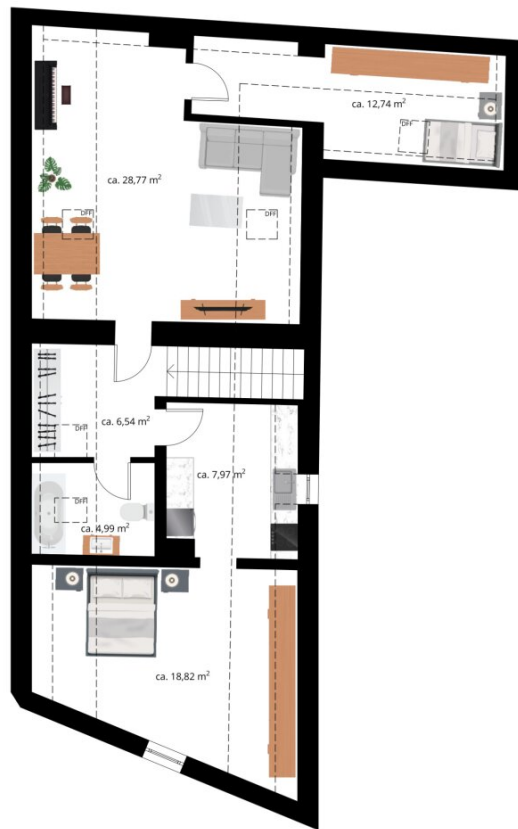 ca. 12,74 m²
DFF
ca. 28,77 m²
DFF
DFF
ca. 6,54 m²
DFF
ca. 7,97 m²
DFF
ca. 4,99 m²
ca. 18,82 m²